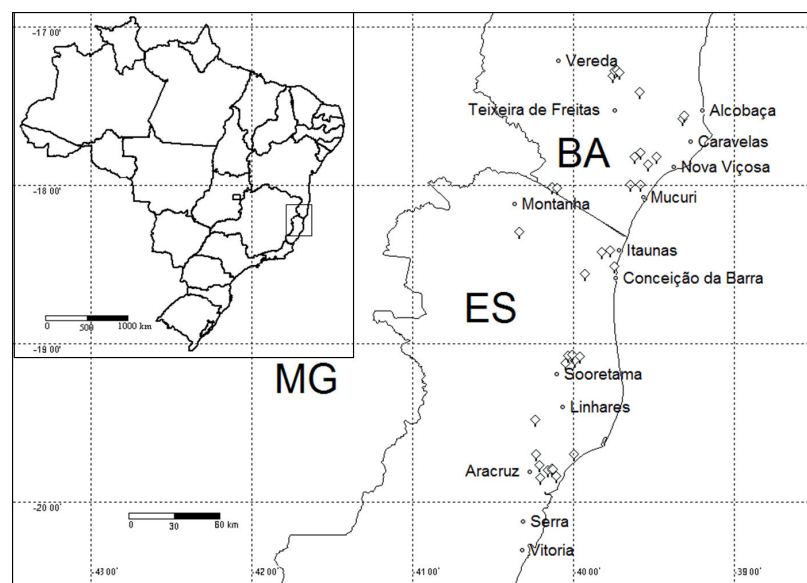 -17 00'
Vereda
Teixeira de Freitas
Alcobaça
BA
Caravelas
Nova Viçosa
-18 00'
Montanha
Mucuri
Itaunas
Conceição da Barra
ES
0 500 1000 km
-19 00'
MG
Sooretama
Linhares
Aracruz
-20 00'
0 30 60 km
Serra
Vitoria
-43 00'
-42 00'
-41 00'
-40 00'
-39 00'